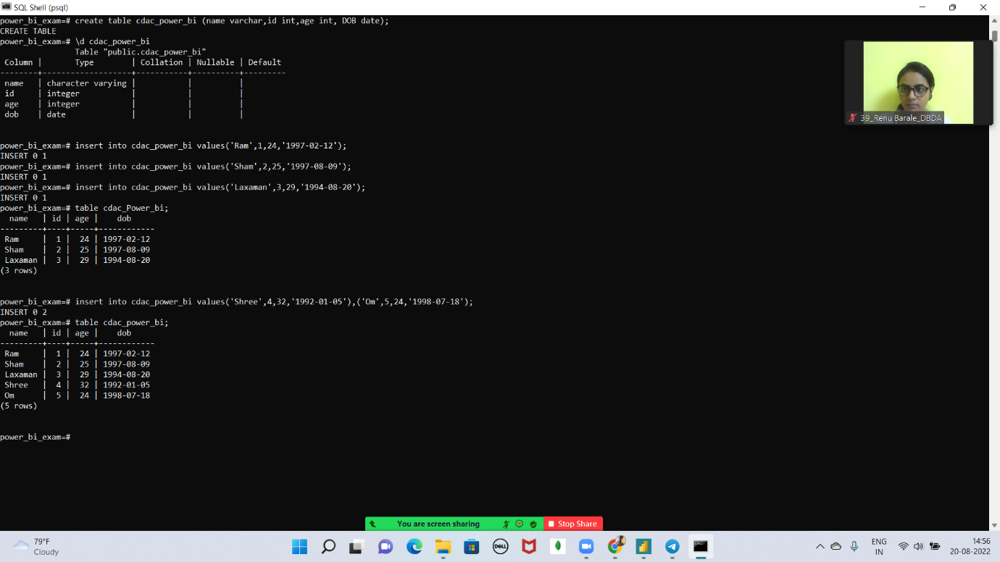 SQL Shell (psql)
power_bi_exam=# create table cdac_power_bi (name varchar,id int,age int, DOB date);
CREATE TABLE
power_bi_exam=# \d cdac_power_bi
Table "public.cdac_power_bi"
Column | Type | Collation | Nullable | Default
--------+-------------------+-----------+----------+---------
name | character varying | | |
id | integer | | |
age | integer | | |
dob | date | | |
power_bi_exam=# insert into cdac_power_bi values('Ram',1,24,'1997-02-12');
INSERT 0 1
power_bi_exam=# insert into cdac_power_bi values('Sham',2,25,'1997-08-09');
INSERT 0 1
power_bi_exam=# insert into cdac_power_bi values('Laxaman',3,29,'1994-08-20');
INSERT 0 1
power_bi_exam=# table cdac_Power_bi;
name | id | age | dob
---------+----+-----+------------
Ram | 1 | 24 | 1997-02-12
Sham | 2 | 25 | 1997-08-09
Laxaman | 3 | 29 | 1994-08-20
(3 rows)
power_bi_exam=# insert into cdac_power_bi values('Shree',4,32,'1992-01-05'),('Om',5,24,'1998-07-18');
INSERT 0 2
power_bi_exam=# table cdac_power_bi;
name | id | age | dob
---------+----+-----+------------
Ram | 1 | 24 | 1997-02-12
Sham | 2 | 25 | 1997-08-09
Laxaman | 3 | 29 | 1994-08-20
Shree | 4 | 32 | 1992-01-05
Om | 5 | 24 | 1998-07-18
(5 rows)
power_bi_exam=#
39_Renu Barale_DBDA
You are screen sharing
Stop Share
79°F
Cloudy
DELL
ENG
IN
14:56
20-08-2022